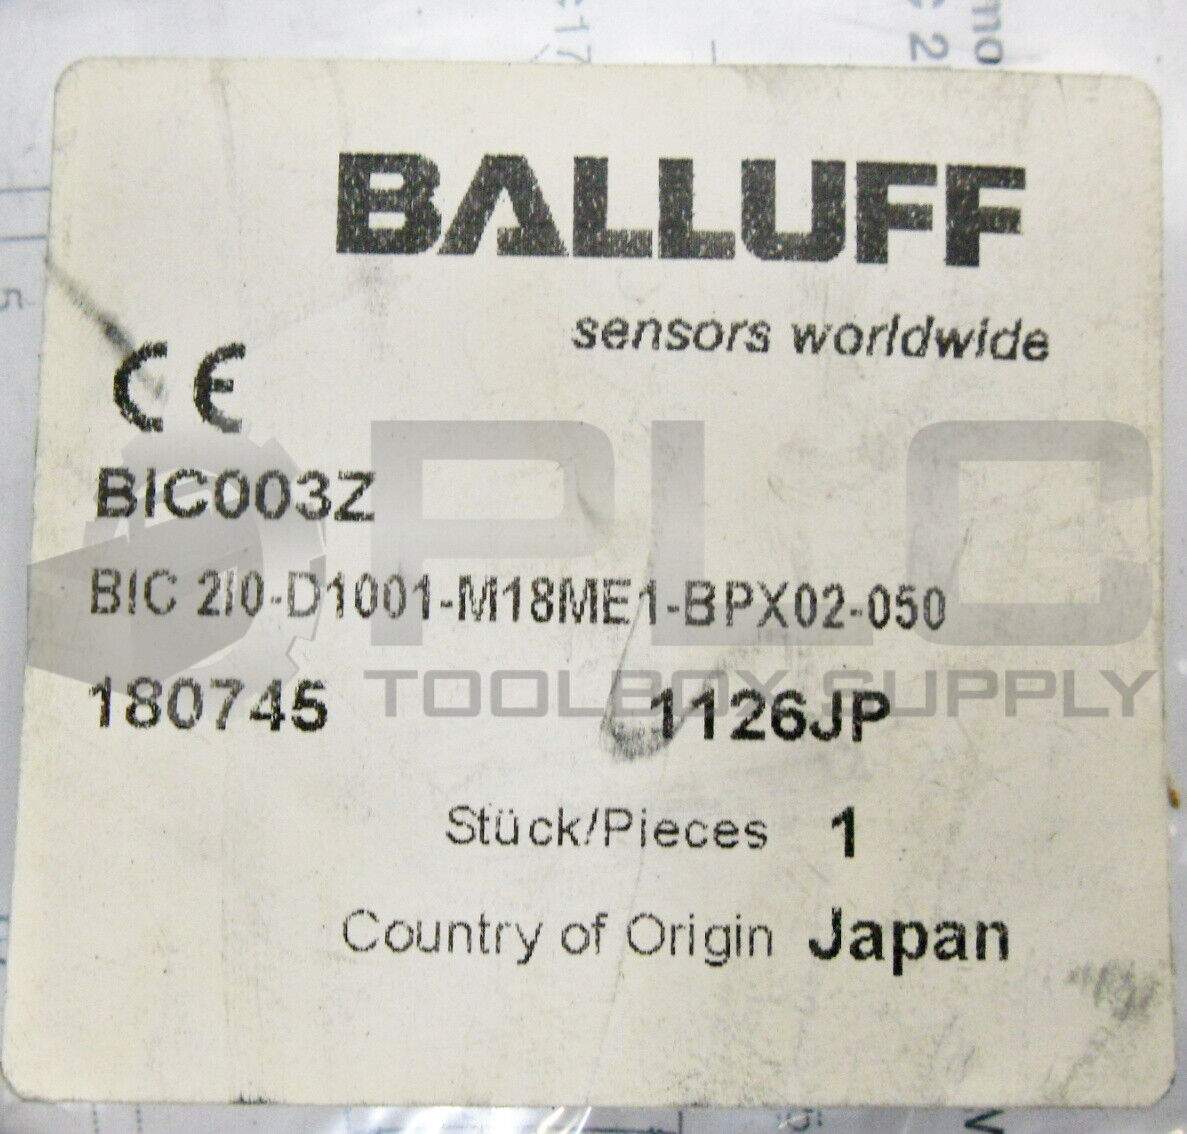 BALLUFF
sensors worldwide
CE
BIC003Z
BIC 2I0-D1001-M18ME1-BPX02-050
180745 1126JP
Stück/Pieces 1
Country of Origin Japan
PLC
TOOLBOX SUPPLY